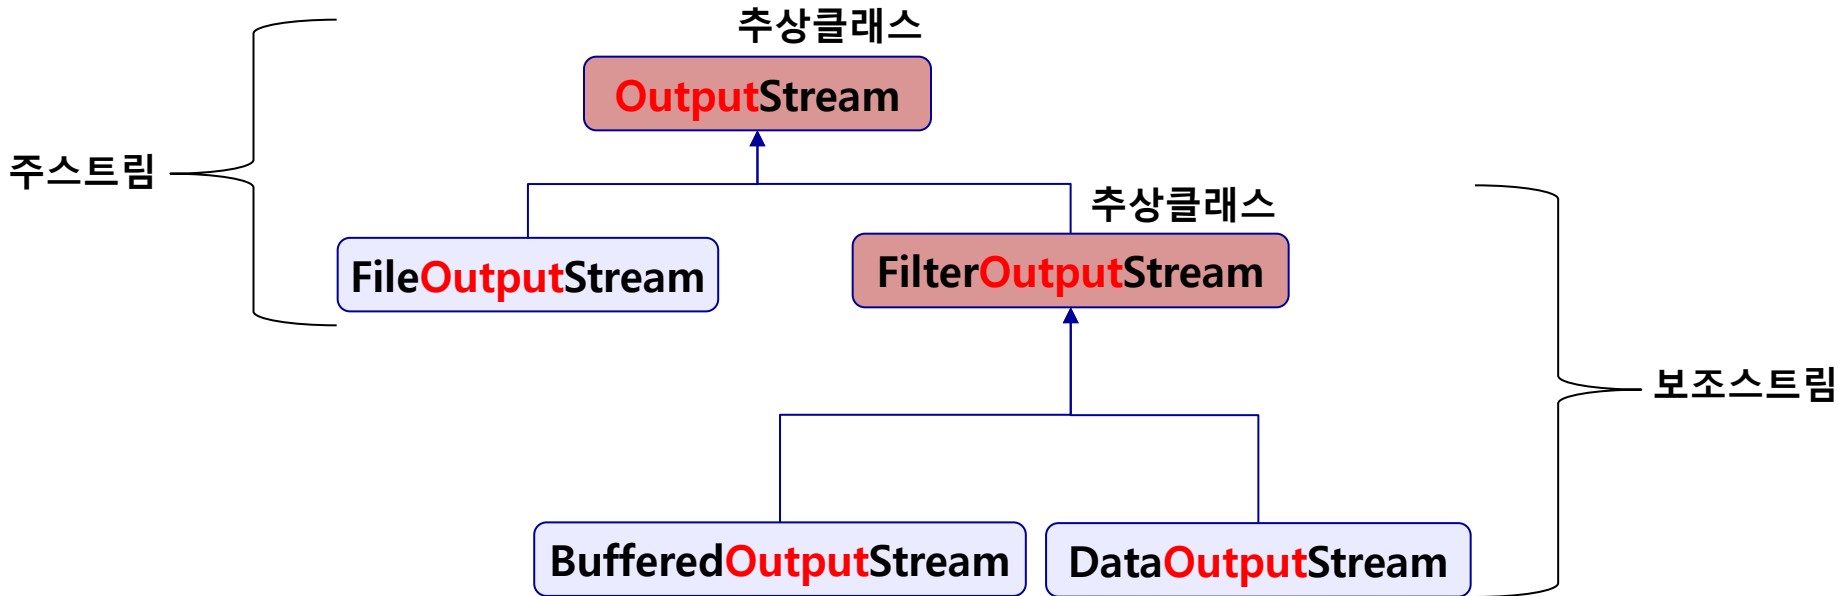 추상클래스
OutputStream
주스트림
추상클래스
FileOutputStream
FilterOutputStream
보조스트림
BufferedOutputStream
DataOutputStream